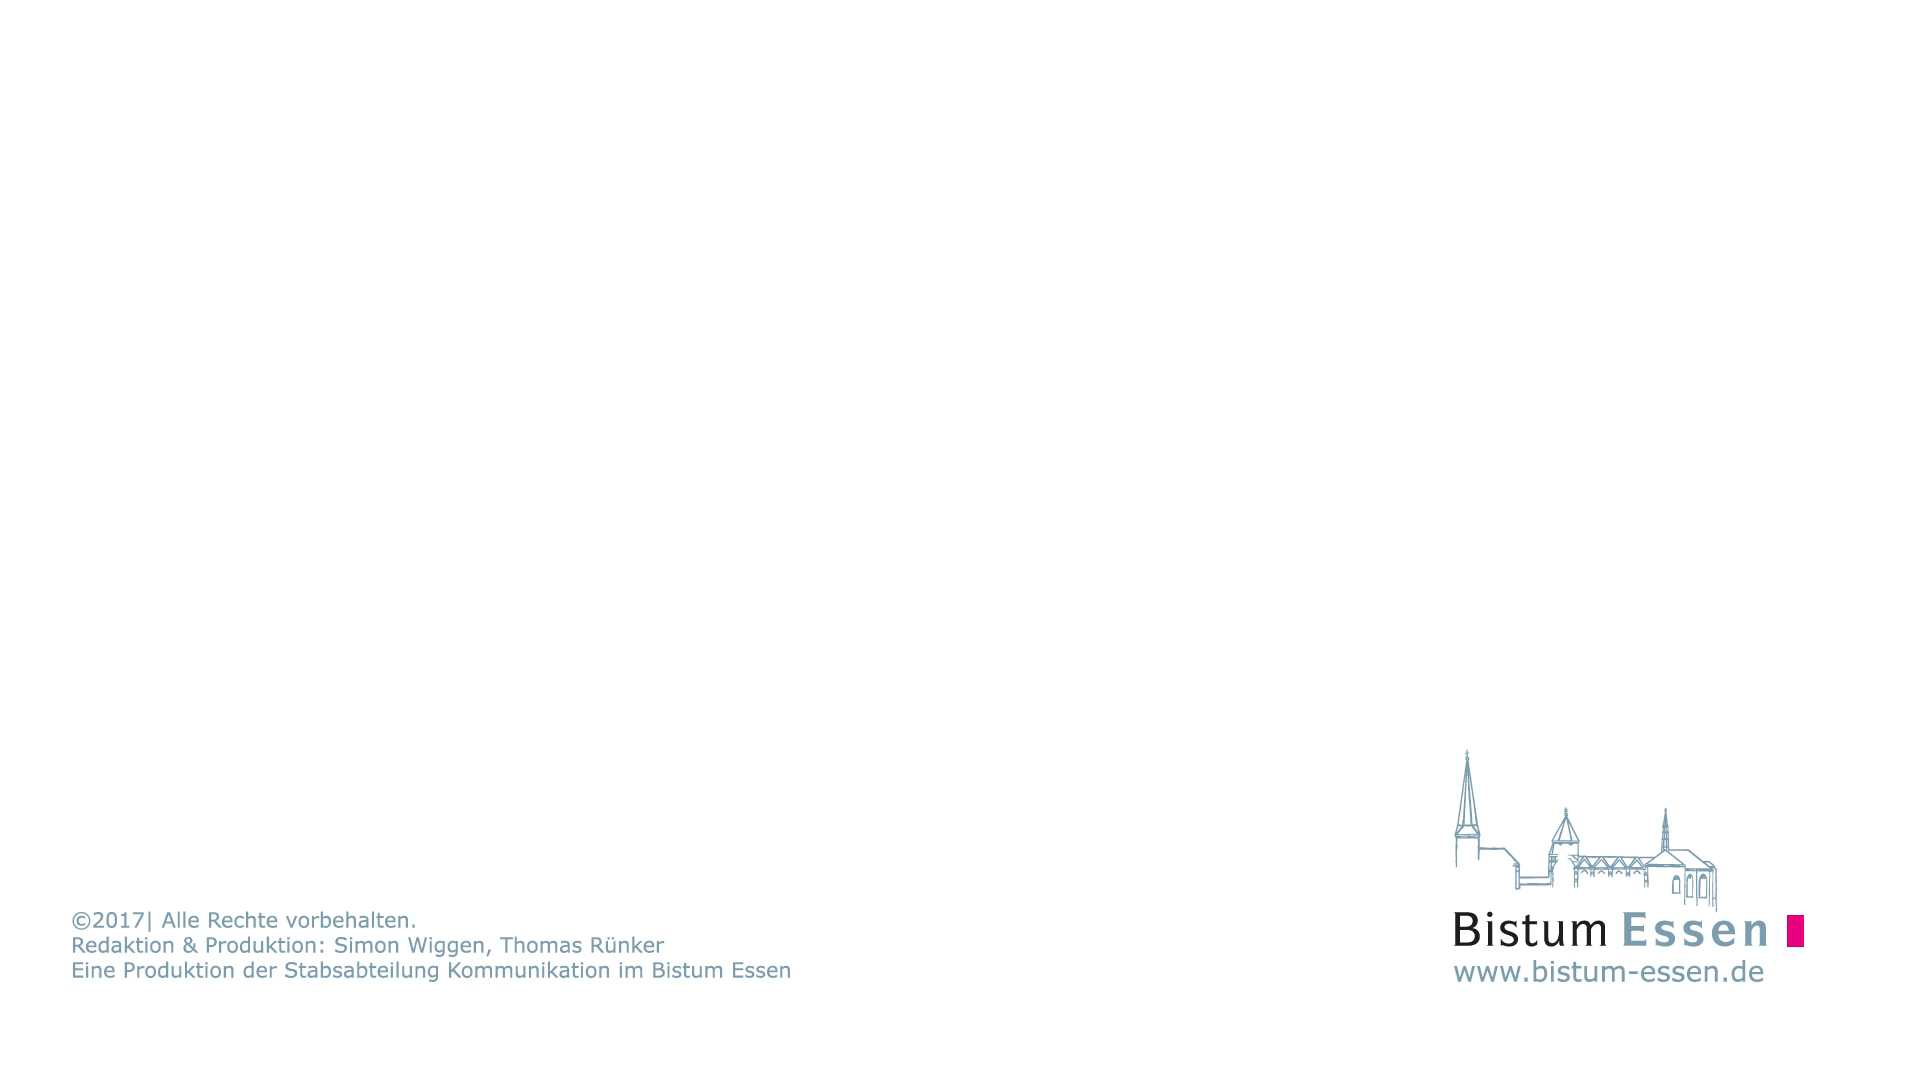 ©2017| Alle Rechte vorbehalten.
Redaktion & Produktion: Simon Wiggen, Thomas Rünker
Eine Produktion der Stabsabteilung Kommunikation im Bistum Essen
Bistum Essen
www.bistum-essen.de